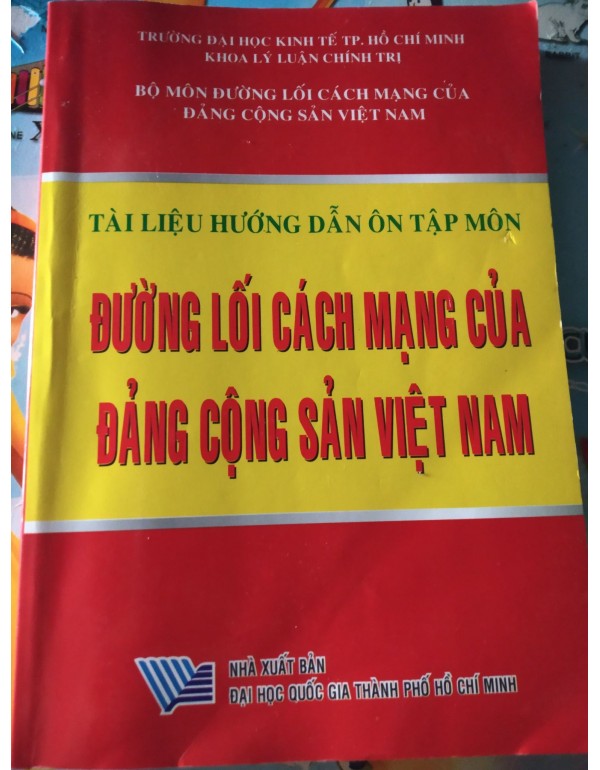 TRƯỜNG ĐẠI HỌC KINH TẾ TP. HỒ CHÍ MINH
KHOA LÝ LUẬN CHÍNH TRỊ
BỘ MÔN ĐƯỜNG LỐI CÁCH MẠNG CỦA
ĐẢNG CỘNG SẢN VIỆT NAM
TÀI LIỆU HƯỚNG DẪN ÔN TẬP MÔN
ĐƯỜNG LỐI CÁCH MẠNG CỦA
ĐẢNG CỘNG SẢN VIỆT NAM
NHÀ XUẤT BẢN
ĐẠI HỌC QUỐC GIA THÀNH PHỐ HỒ CHÍ MINH